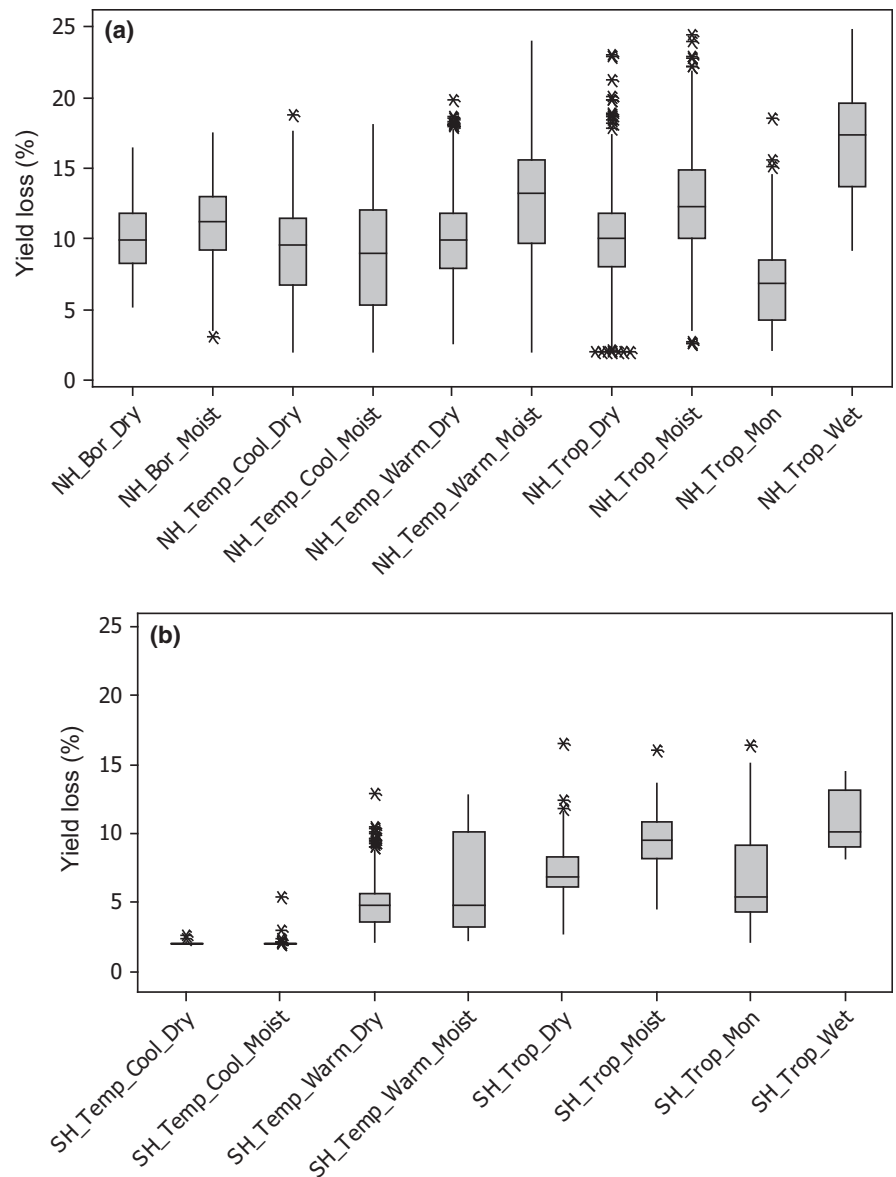 (a)
Yield loss (%)
25
20
15
10
5
0
NH_Bor_Dry
NH_Bor_Moist
NH_Temp_Cool_Dry
NH_Temp_Cool_Moist
NH_Temp_Warm_Dry
NH_Temp_Warm_Moist
NH_Trop_Dry
NH_Trop_Moist
NH_Trop_Mon
NH_Trop_Wet
(b)
Yield loss (%)
25
20
15
10
5
0
SH_Temp_Cool_Dry
SH_Temp_Cool_Moist
SH_Temp_Warm_Dry
SH_Temp_Warm_Moist
SH_Trop_Dry
SH_Trop_Moist
SH_Trop_Mon
SH_Trop_Wet